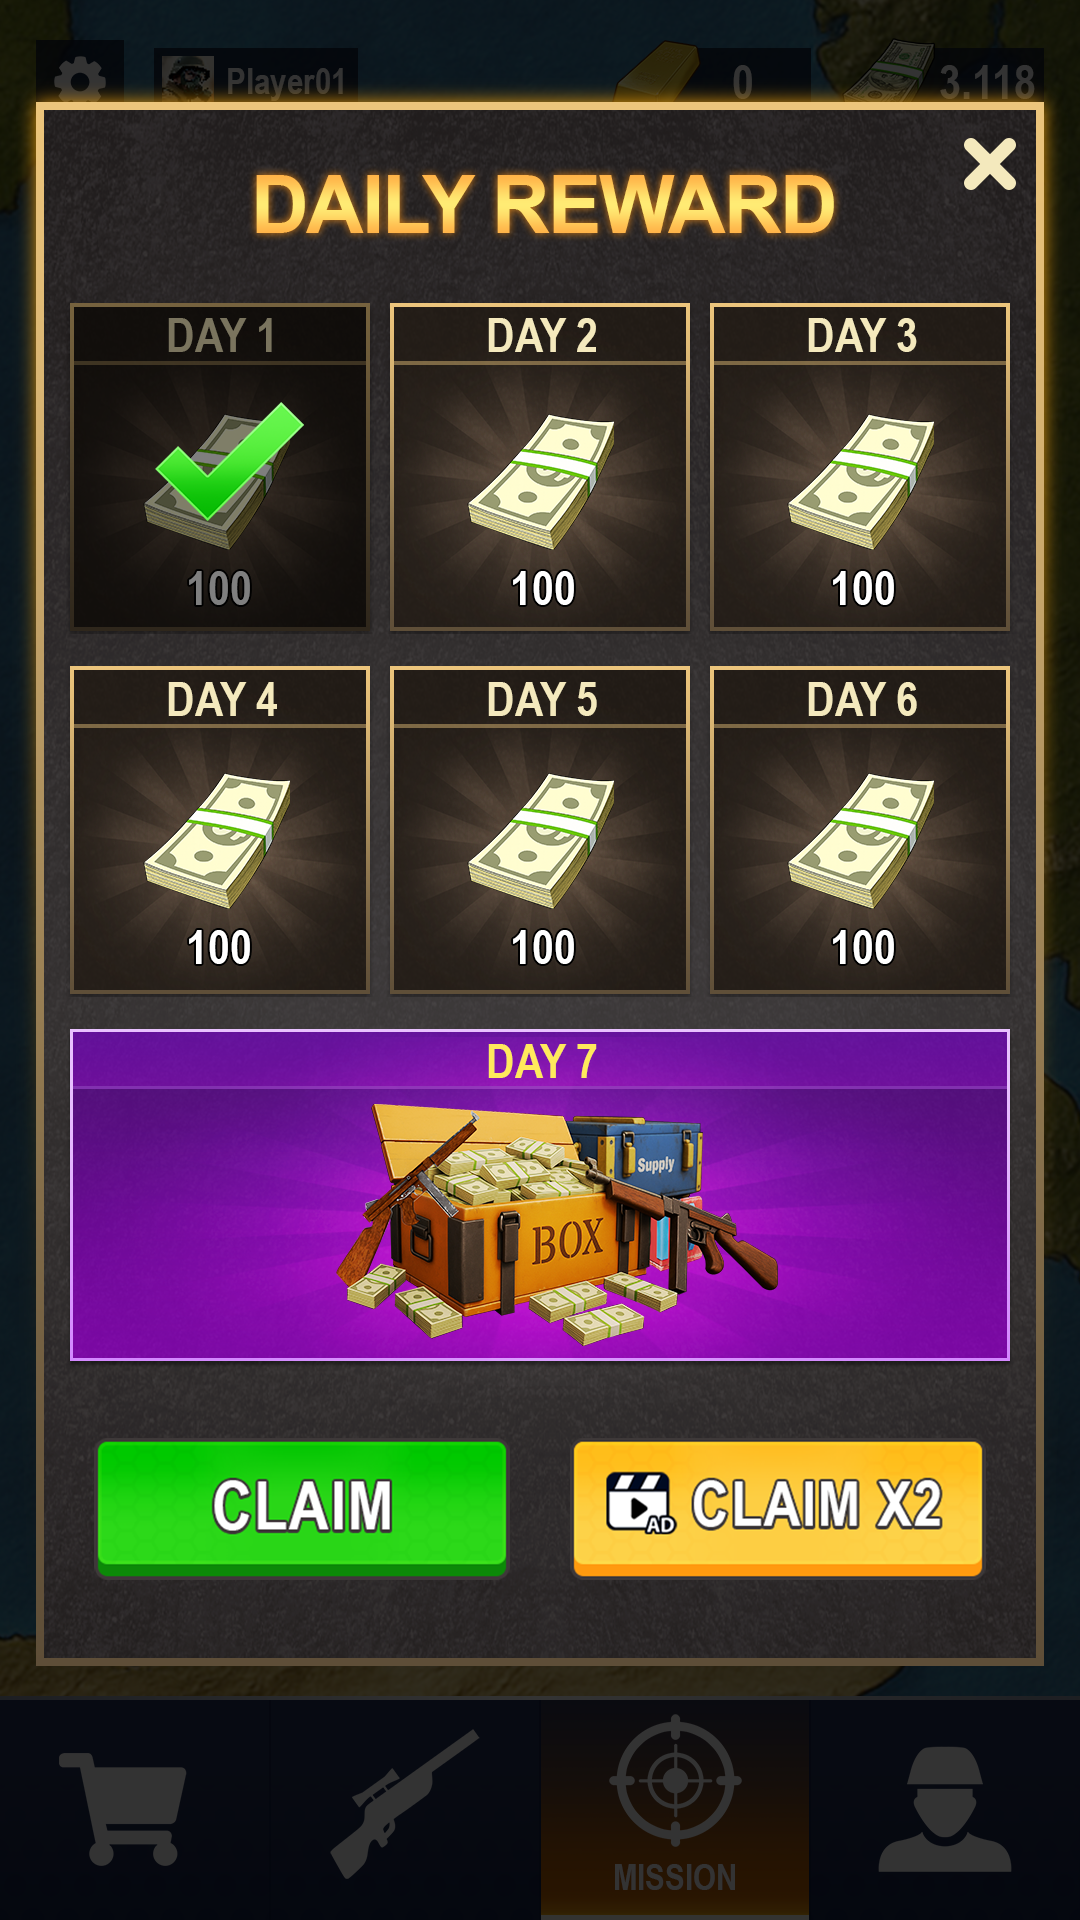 Player01
0
3.118
DAILY REWARD
DAY 1
DAY 2
DAY 3
100
100
100
DAY 4
DAY 5
DAY 6
100
100
100
DAY 7
Supply
BOX
CLAIM
AD
CLAIM X2
MISSION